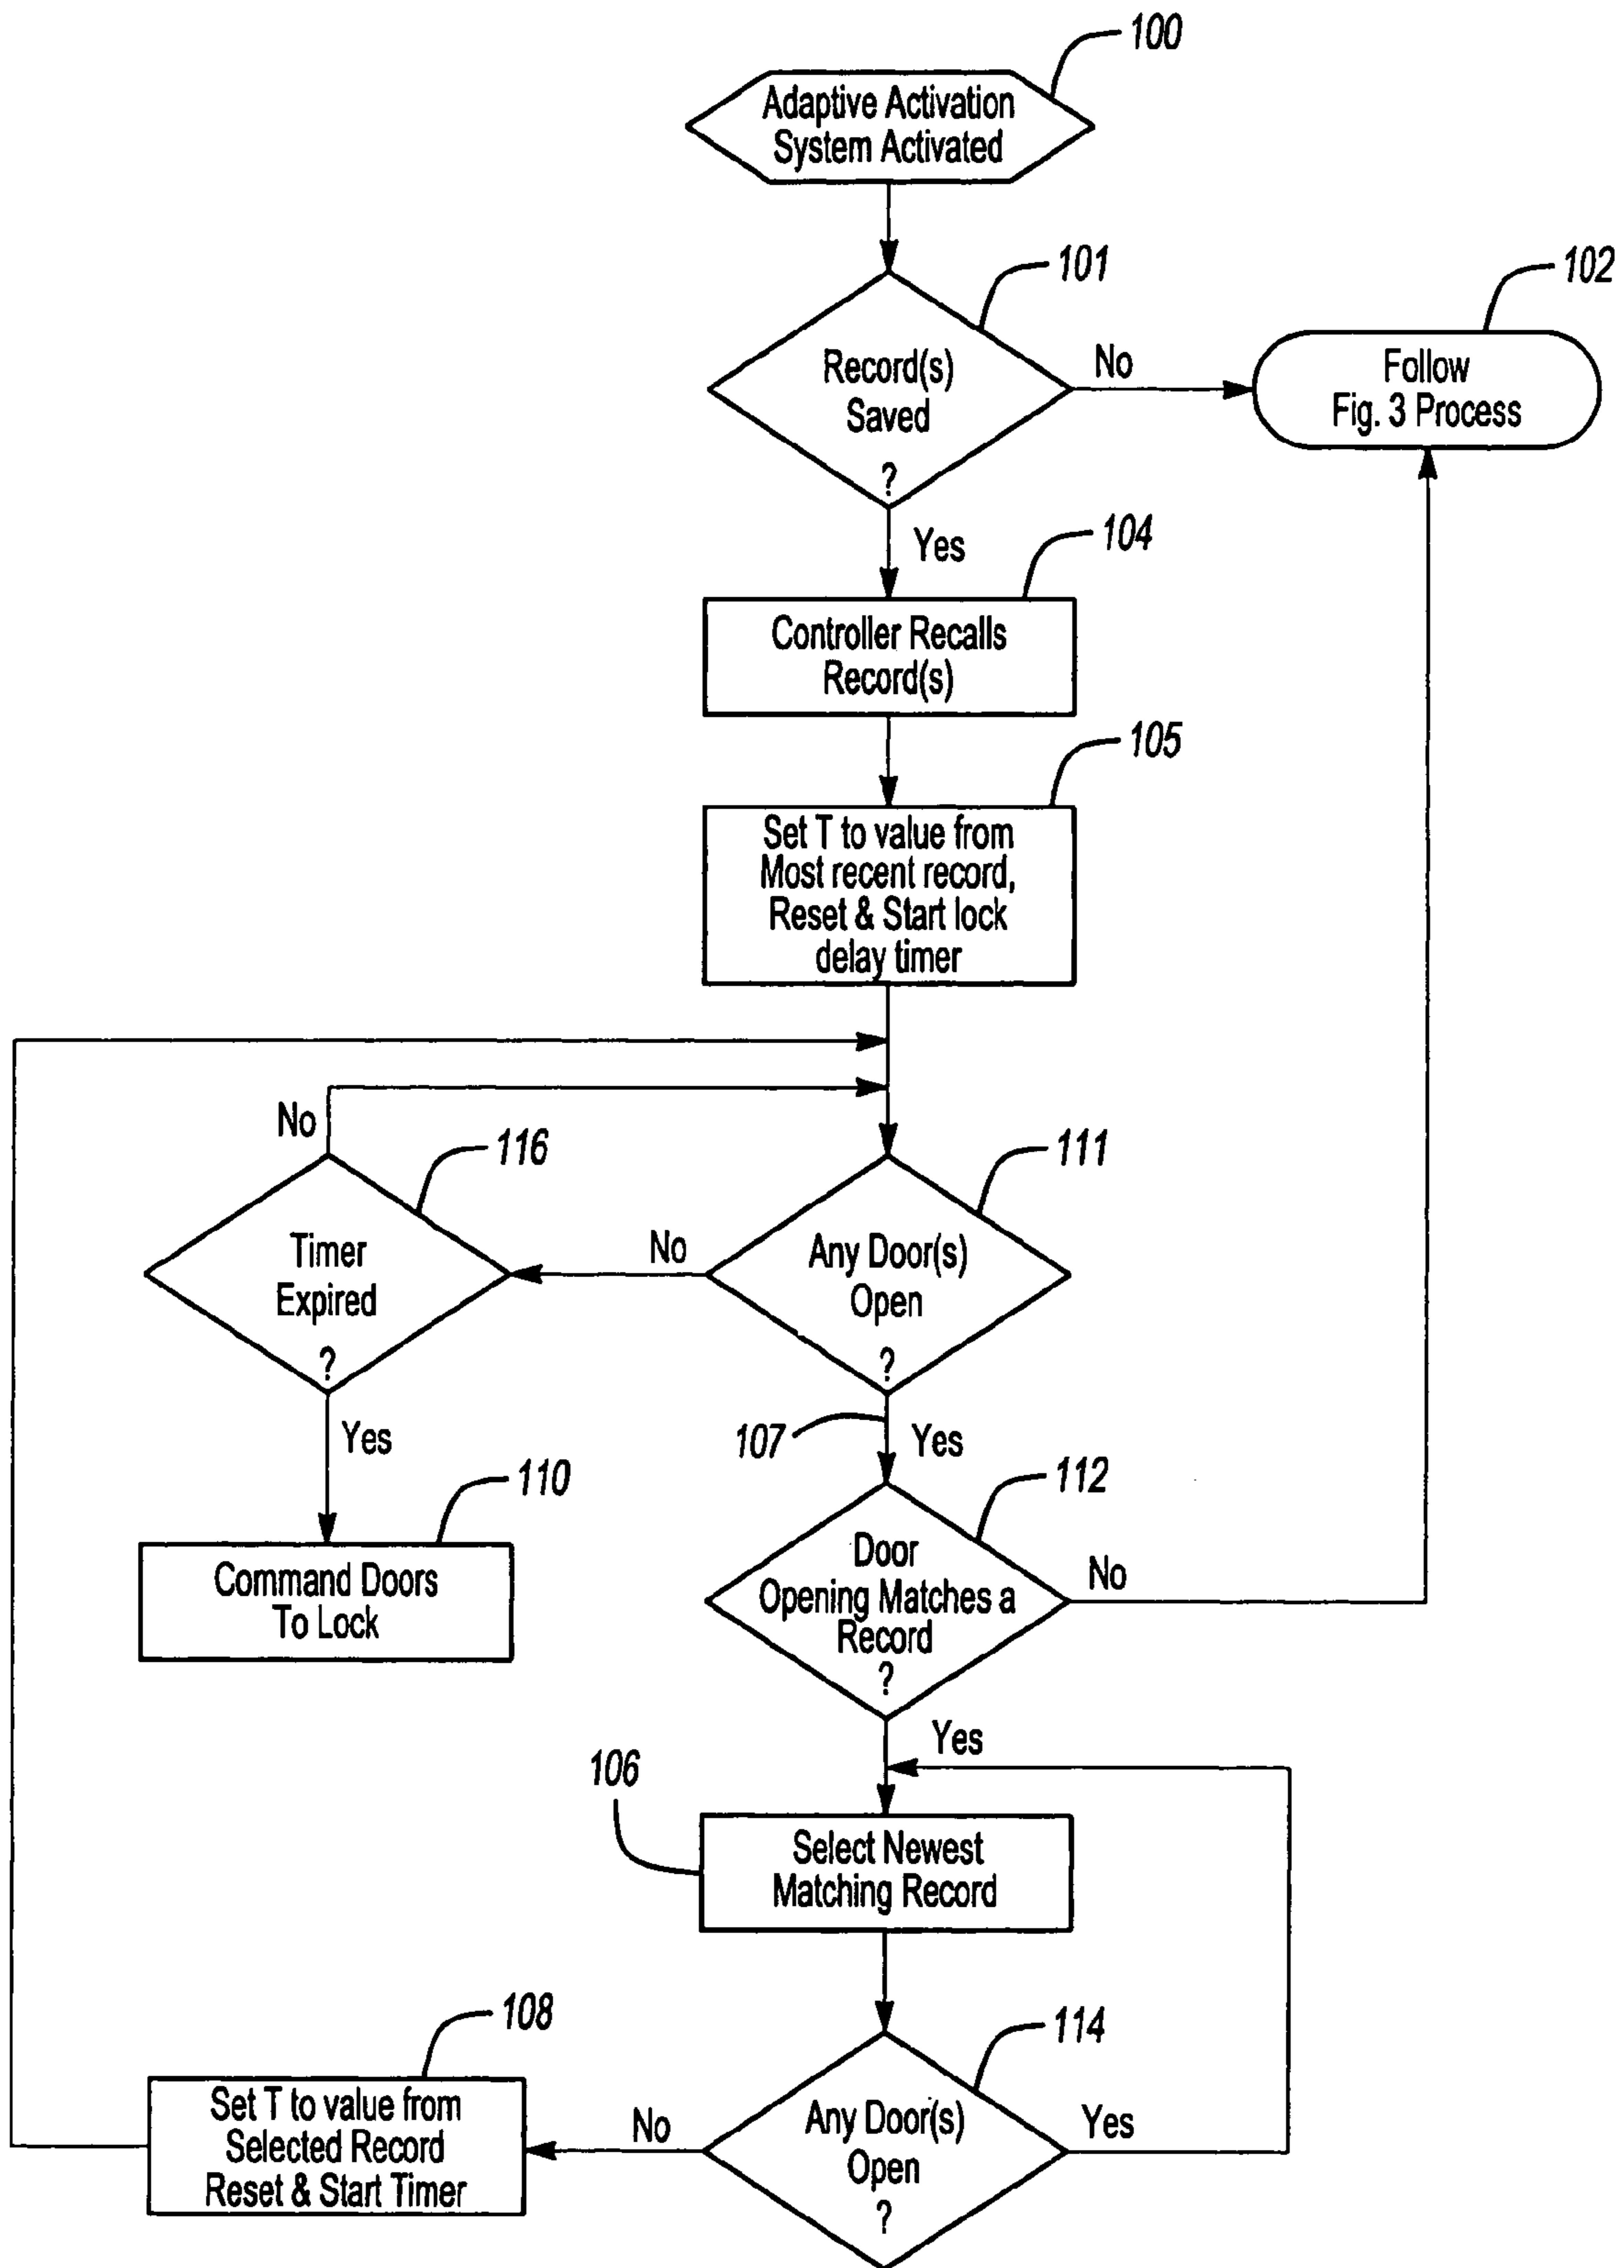 100
Adaptive Activation
System Activated
101
102
Record(s)
Saved
?
No
Follow
Fig. 3 Process
Yes
104
Controller Recalls
Record(s)
105
Set T to value from
Most recent record,
Reset & Start lock
delay timer
No
116
111
Timer
Expired
?
No
Any Door(s)
Open
?
Yes
107
Yes
110
112
Command Doors
To Lock
Door
Opening Matches a
Record
?
No
Yes
106
Select Newest
Matching Record
108
114
Set T to value from
Selected Record
Reset & Start Timer
No
Any Door(s)
Open
?
Yes